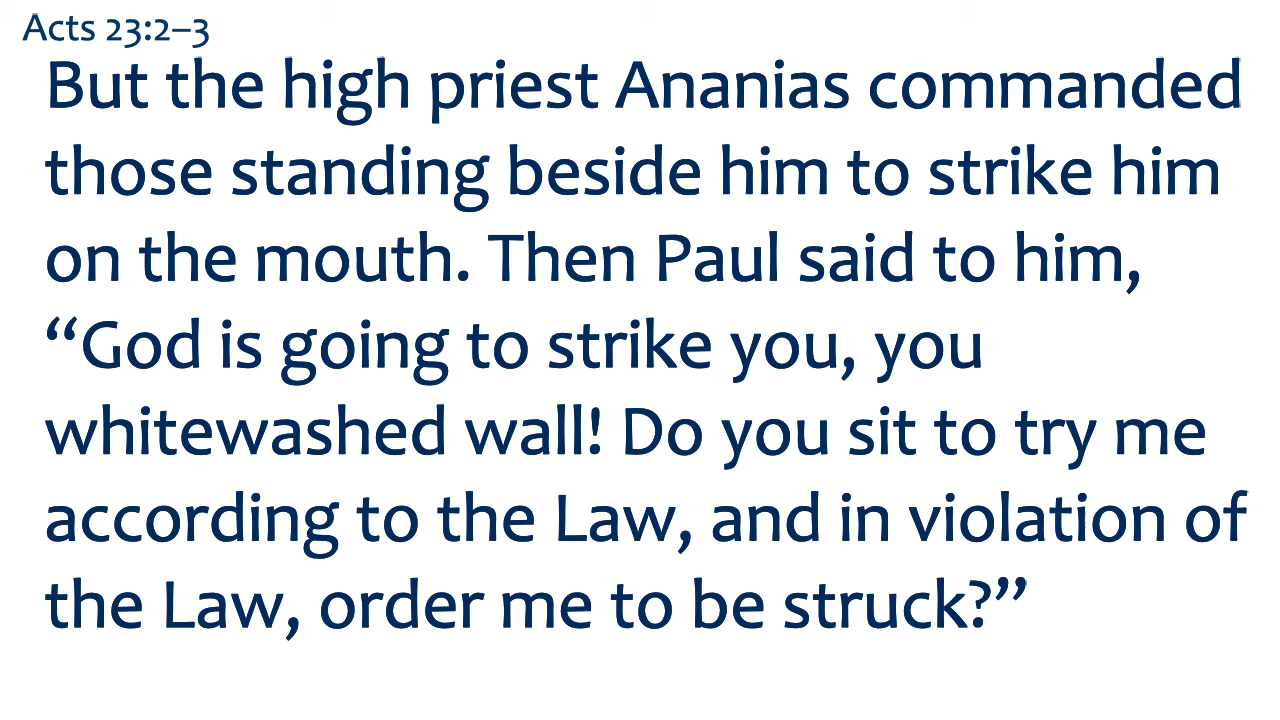 Acts 23:2–3
But the high priest Ananias commanded
those standing beside him to strike him
on the mouth. Then Paul said to him,
“God is going to strike you, you
whitewashed wall! Do you sit to try me
according to the Law, and in violation of
the Law, order me to be struck?”